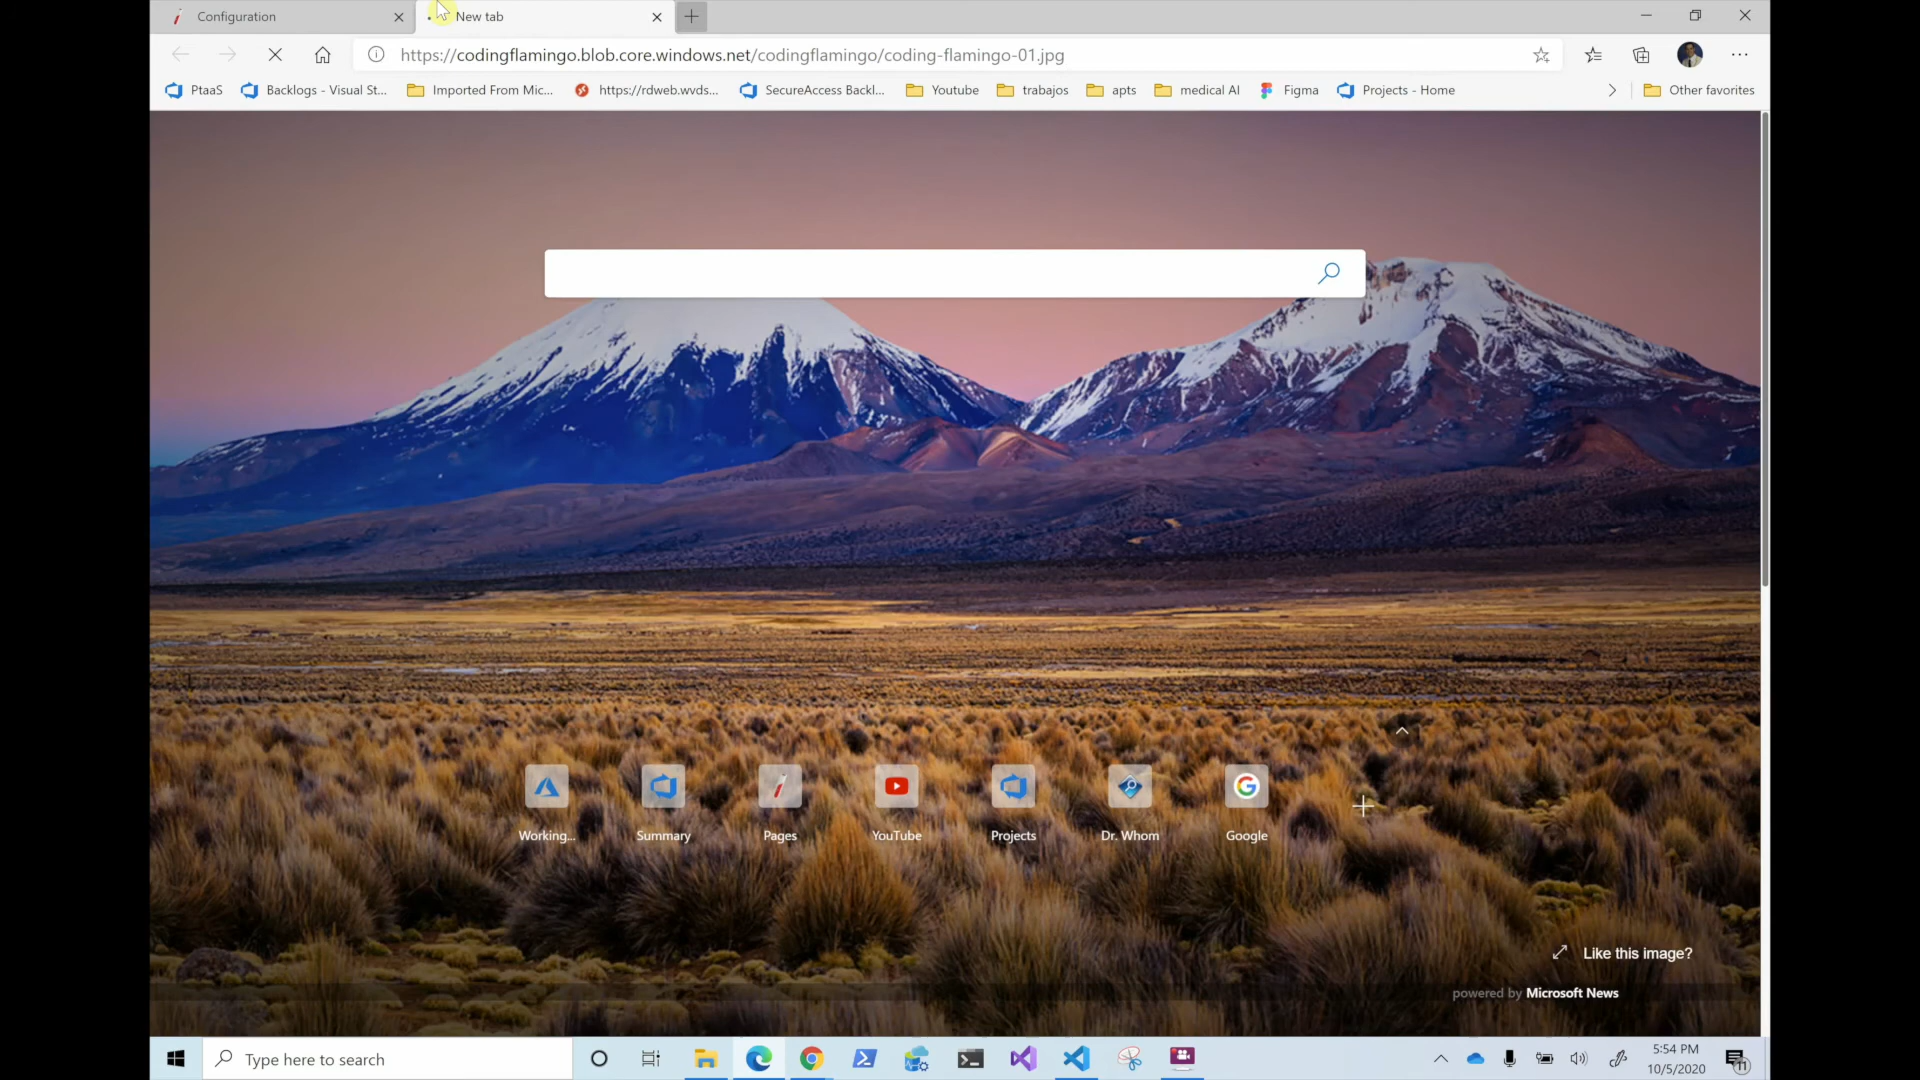 Configuration
New tab
https://codingflamingo.blob.core.windows.net/codingflamingo/coding-flamingo-01.jpg
PtaaS
Backlogs - Visual St...
Imported From Mic...
https://rdweb.wvds...
SecureAccess Backl...
Youtube
trabajos
apts
medical AI
Figma
Projects - Home
Other favorites
Working...
Summary
Pages
YouTube
Projects
Dr. Whom
Google
Like this image?
powered by Microsoft News
Type here to search
5:54 PM
10/5/2020
11